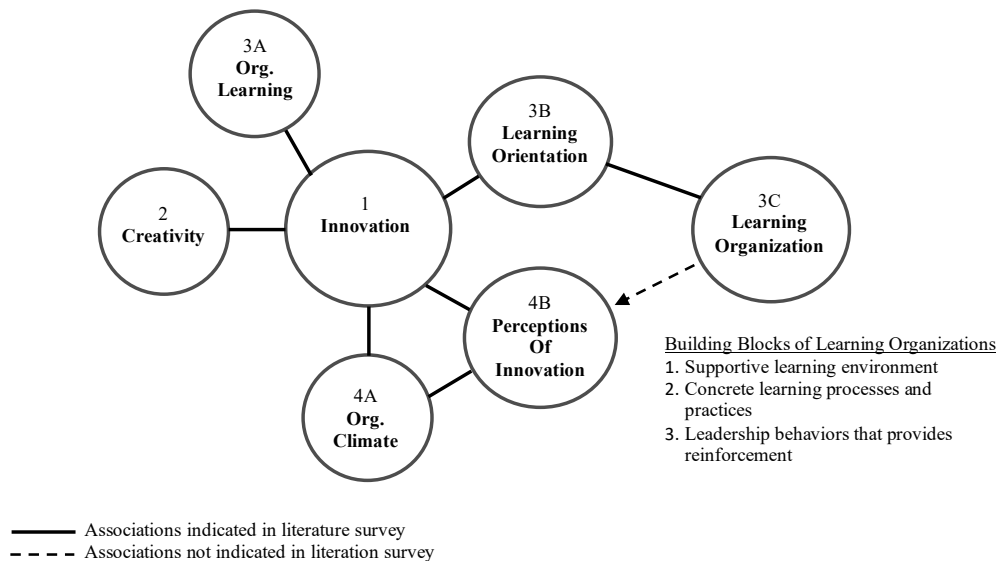 3A
Org.
Learning
3B
Learning
Orientation
2
Creativity
1
Innovation
3C
Learning
Organization
4B
Perceptions
Of
Innovation
4A
Org.
Climate
Building Blocks of Learning Organizations
1. Supportive learning environment
2. Concrete learning processes and
practices
3. Leadership behaviors that provides
reinforcement
Associations indicated in literature survey
Associations not indicated in literation survey